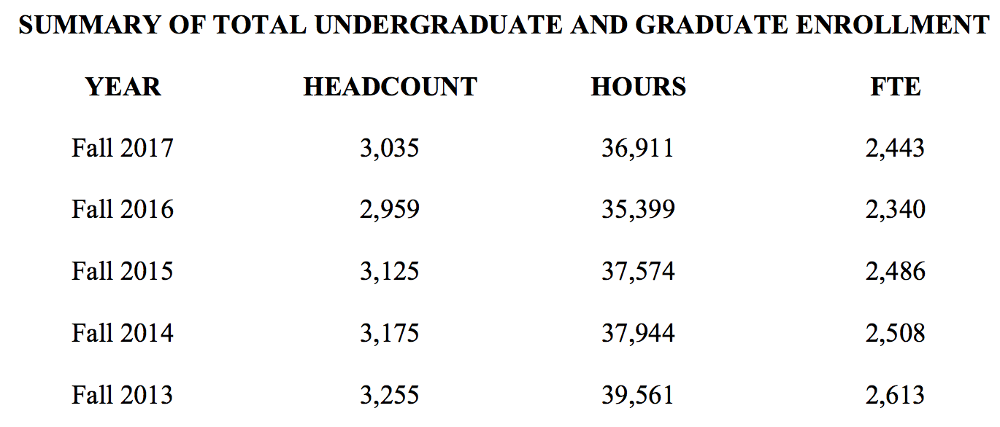 SUMMARY OF TOTAL UNDERGRADUATE AND GRADUATE ENROLLMENT
YEAR HEADCOUNT HOURS FTE
Fall 2017 3,035 36,911 2,443
Fall 2016 2,959 35,399 2,340
Fall 2015 3,125 37,574 2,486
Fall 2014 3,175 37,944 2,508
Fall 2013 3,255 39,561 2,613